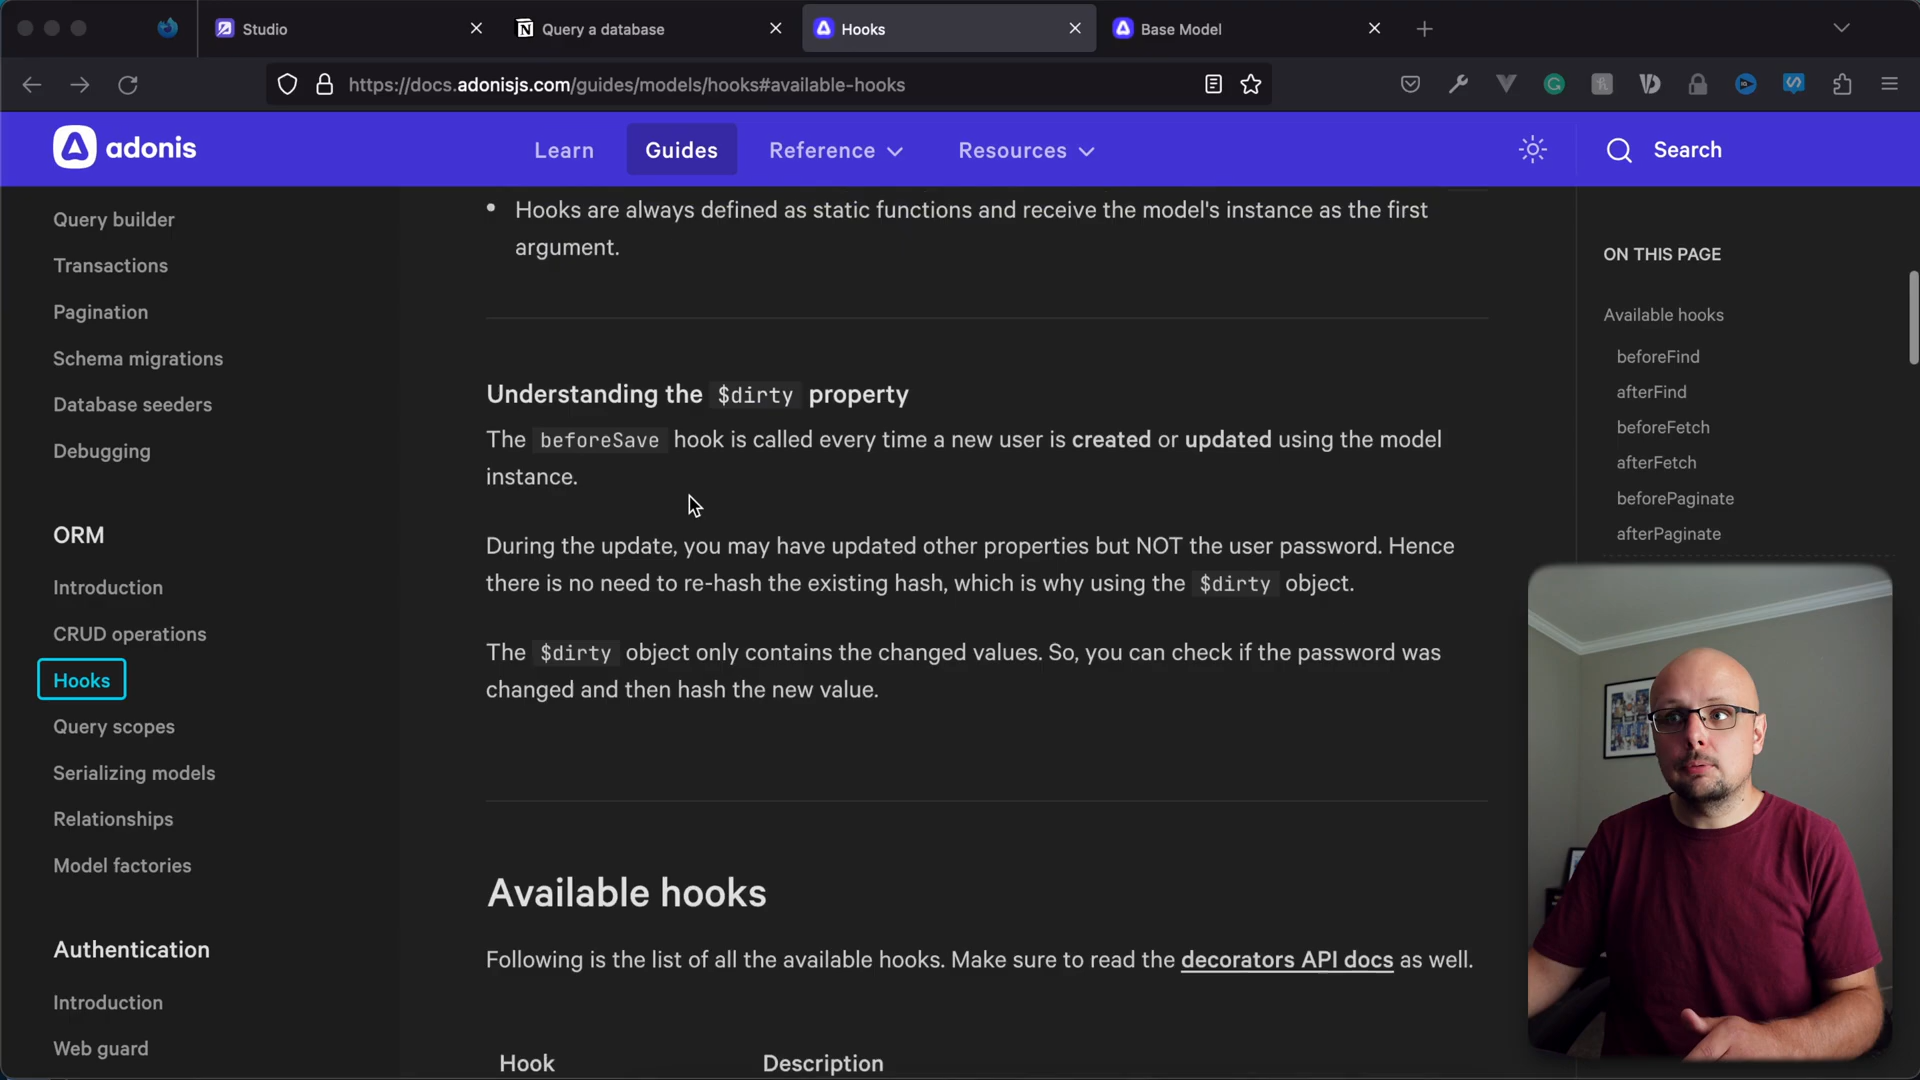 Studio
Query a database
Hooks
Base Model
https://docs.adonisjs.com/guides/models/hooks#available-hooks
adonis
Learn
Guides
Reference
Resources
Search
Query builder
Transactions
Pagination
Schema migrations
Database seeders
Debugging
ORM
Introduction
CRUD operations
Hooks
Query scopes
Serializing models
Relationships
Model factories
Authentication
Introduction
Web guard
Hooks are always defined as static functions and receive the model's instance as the first
argument.
Understanding the $dirty property
The beforeSave hook is called every time a new user is created or updated using the model
instance.
During the update, you may have updated other properties but NOT the user password. Hence
there is no need to re-hash the existing hash, which is why using the $dirty object.
The $dirty object only contains the changed values. So, you can check if the password was
changed and then hash the new value.
Available hooks
Following is the list of all the available hooks. Make sure to read the decorators API docs as well.
Hook Description
ON THIS PAGE
Available hooks
beforeFind
afterFind
beforeFetch
afterFetch
beforePaginate
afterPaginate